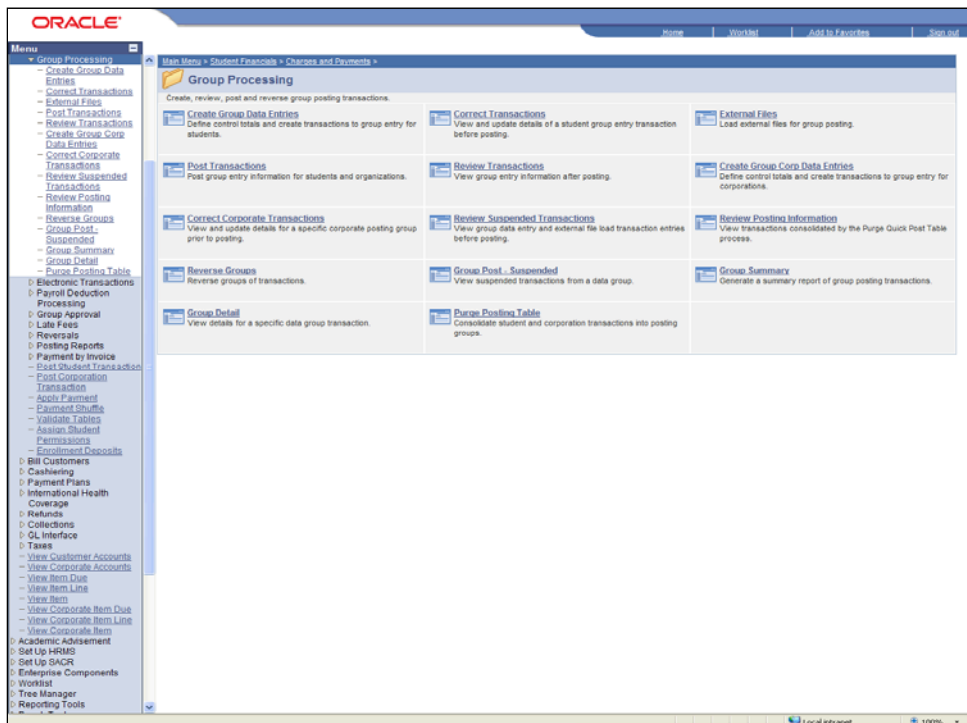 ORACLE®
Home
Worklist
Add to Favorites
Sign out
Menu
Group Processing
– Create Group Data
Entries
– Correct Transactions
– External Files
– Post Transactions
– Review Transactions
– Create Group Corp
Data Entries
– Correct Corporate
Transactions
– Review Suspended
Transactions
– Review Posting
Information
– Reverse Groups
– Group Post -
Suspended
– Group Summary
– Group Detail
– Purge Posting Table
Electronic Transactions
Payroll Deduction
Processing
Group Approval
Late Fees
Reversals
Posting Reports
Payment by Invoice
– Post Student Transaction
– Post Corporation
Transaction
– Apply Payment
– Payment Shuffle
– Validate Tables
– Assign Student
Permissions
– Enrollment Deposits
Bill Customers
Cashiering
Payment Plans
International Health
Coverage
Refunds
Collections
GL Interface
Taxes
– View Customer Accounts
– View Corporate Accounts
– View Item Due
– View Item Line
– View Item
– View Corporate Item Due
– View Corporate Item Line
– View Corporate Item
Academic Advisement
Set Up HRMS
Set Up SACR
Enterprise Components
Worklist
Tree Manager
Reporting Tools
Main Menu > Student Financials > Charges and Payments >
Group Processing
Create, review, post and reverse group posting transactions.
Create Group Data Entries
Define control totals and create transactions to group entry for
students.
Correct Transactions
View and update details of a student group entry transaction
before posting.
External Files
Load external files for group posting.
Post Transactions
Post group entry information for students and organizations.
Review Transactions
View group entry information after posting.
Create Group Corp Data Entries
Define control totals and create transactions to group entry for
corporations.
Correct Corporate Transactions
View and update details for a specific corporate posting group
prior to posting.
Review Suspended Transactions
View group data entry and external file load transaction entries
before posting.
Review Posting Information
View transactions consolidated by the Purge Quick Post Table
process.
Reverse Groups
Reverse groups of transactions.
Group Post - Suspended
View suspended transactions from a data group.
Group Summary
Generate a summary report of group posting transactions.
Group Detail
View details for a specific data group transaction.
Purge Posting Table
Consolidate student and corporation transactions into posting
groups.
Local intranet
100%